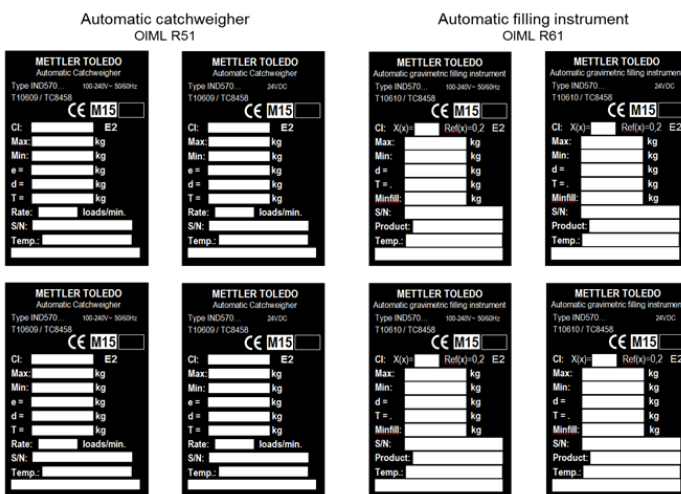 Automatic catchweigher
OIML R51
METTLER TOLEDO
Automatic Catchweigher
Type IND570... 100-240V~ 50/60Hz
T10609 / TC8458
CE M15
Cl: E2
Max: kg
Min: kg
e = kg
d = kg
T = kg
Rate: loads/min.
S/N:
Temp.:
METTLER TOLEDO
Automatic Catchweigher
Type IND570... 24VDC
T10609 / TC8458
CE M15
Cl: E2
Max: kg
Min: kg
e = kg
d = kg
T = kg
Rate: loads/min.
S/N:
Temp.:
METTLER TOLEDO
Automatic Catchweigher
Type IND570... 100-240V~ 50/60Hz
T10609 / TC8458
CE M15
Cl: E2
Max: kg
Min: kg
e = kg
d = kg
T = kg
Rate: loads/min.
S/N:
Temp.:
METTLER TOLEDO
Automatic Catchweigher
Type IND570... 24VDC
T10609 / TC8458
CE M15
Cl: E2
Max: kg
Min: kg
e = kg
d = kg
T = kg
Rate: loads/min.
S/N:
Temp.:
Automatic filling instrument
OIML R61
METTLER TOLEDO
Automatic gravimetric filling instrument
Type IND570... 100-240V~ 50/60Hz
T10610 / TC8458
CE M15
Cl: X(x)= Ref(x)=0,2 E2
Max: kg
Min: kg
d = kg
T = . kg
Minfill: kg
S/N:
Product:
Temp.:
METTLER TOLEDO
Automatic gravimetric filling instrument
Type IND570... 24VDC
T10610 / TC8458
CE M15
Cl: X(x)= Ref(x)=0,2 E2
Max: kg
Min: kg
d = kg
T = . kg
Minfill: kg
S/N:
Product:
Temp.:
METTLER TOLEDO
Automatic gravimetric filling instrument
Type IND570... 100-240V~ 50/60Hz
T10610 / TC8458
CE M15
Cl: X(x)= Ref(x)=0,2 E2
Max: kg
Min: kg
d = kg
T = . kg
Minfill: kg
S/N:
Product:
Temp.:
METTLER TOLEDO
Automatic gravimetric filling instrument
Type IND570... 24VDC
T10610 / TC8458
CE M15
Cl: X(x)= Ref(x)=0,2 E2
Max: kg
Min: kg
d = kg
T = . kg
Minfill: kg
S/N:
Product:
Temp.: